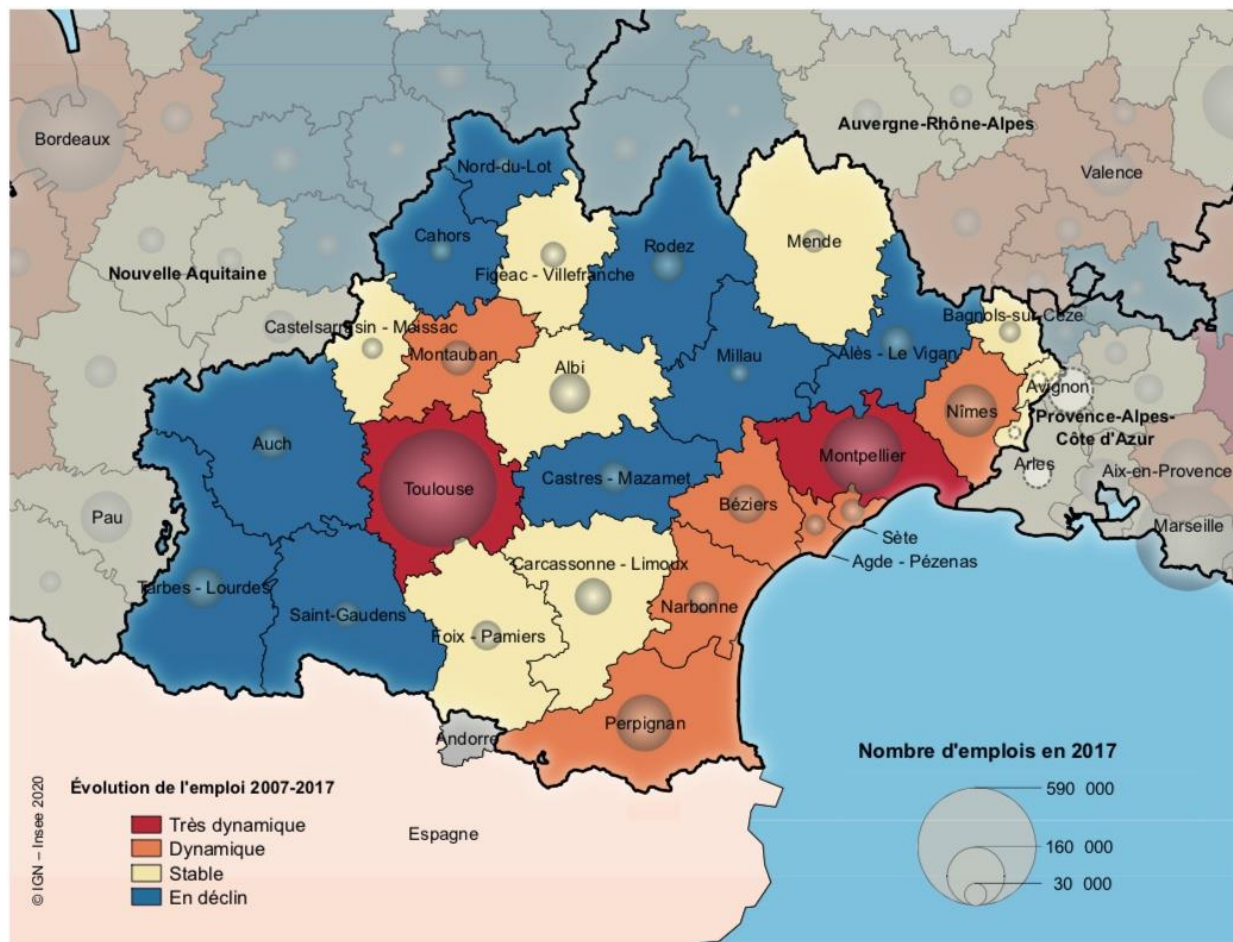 Bordeaux
Auvergne-Rhône-Alpes
Nord-du-Lot
Valence
Cahors
Rodez
Mende
Nouvelle Aquitaine
Figeac - Villefranche
Castelsarrasin - Moissac
Bagnols-sur-Cèze
Montauban
Millau
Alès - Le Vigan
Albi
Avignon
Nîmes
Provence-Alpes-
Côte d'Azur
Auch
Montpellier
Arles
Aix-en-Provence
Toulouse
Castres - Mazamet
Béziers
Pau
Marseille
Sète
Agde - Pézenas
Carcassonne - Limoux
Tarbes - Lourdes
Narbonne
Saint-Gaudens
Foix - Pamiers
Perpignan
Andorre
Espagne
Évolution de l'emploi 2007-2017
Très dynamique
Dynamique
Stable
En déclin
Nombre d'emplois en 2017
590 000
160 000
30 000
© IGN – Insee 2020